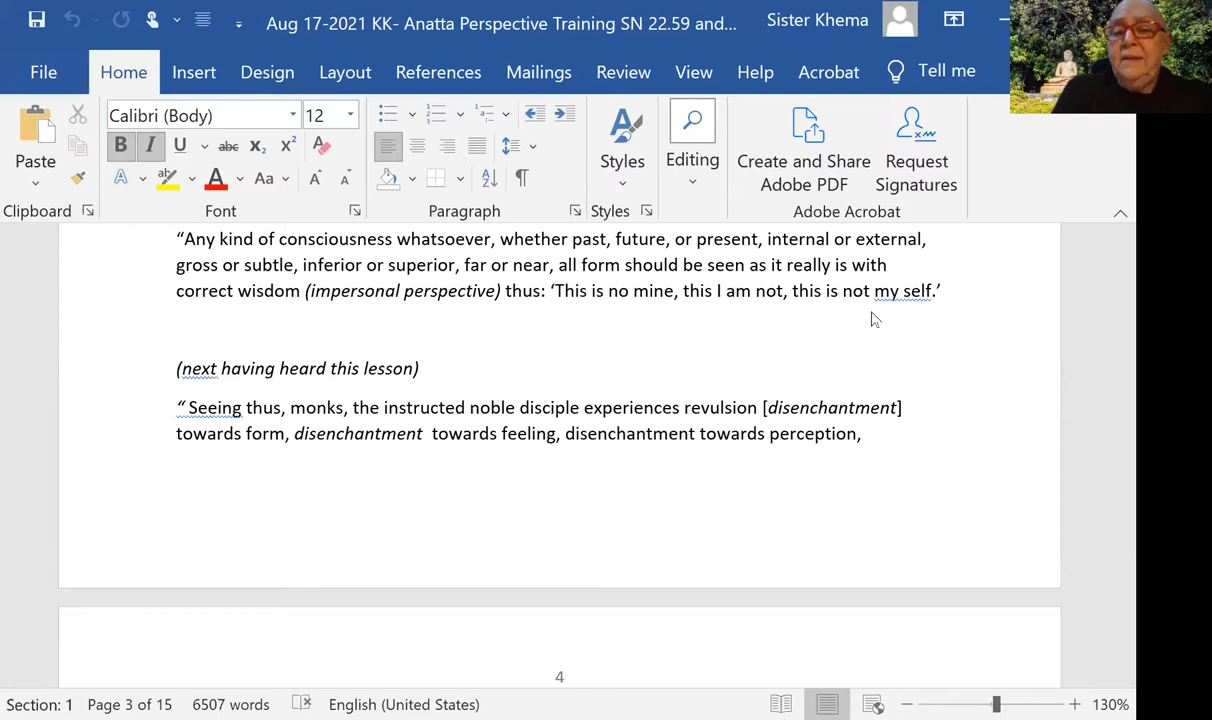 Aug 17-2021 KK- Anatta Perspective Training SN 22.59 and...
Sister Khema
File Home Insert Design Layout References Mailings Review View Help Acrobat Tell me
Calibri (Body) 12
Paste
Styles
Editing
Create and Share Adobe PDF
Request Signatures
Clipboard Font Paragraph Styles Adobe Acrobat
“Any kind of consciousness whatsoever, whether past, future, or present, internal or external,
gross or subtle, inferior or superior, far or near, all form should be seen as it really is with
correct wisdom (impersonal perspective) thus: ‘This is no mine, this I am not, this is not my self.’
(next having heard this lesson)
“ Seeing thus, monks, the instructed noble disciple experiences revulsion [disenchantment]
towards form, disenchantment towards feeling, disenchantment towards perception,
4
Section: 1 Page 3 of 15 6507 words English (United States) 130%